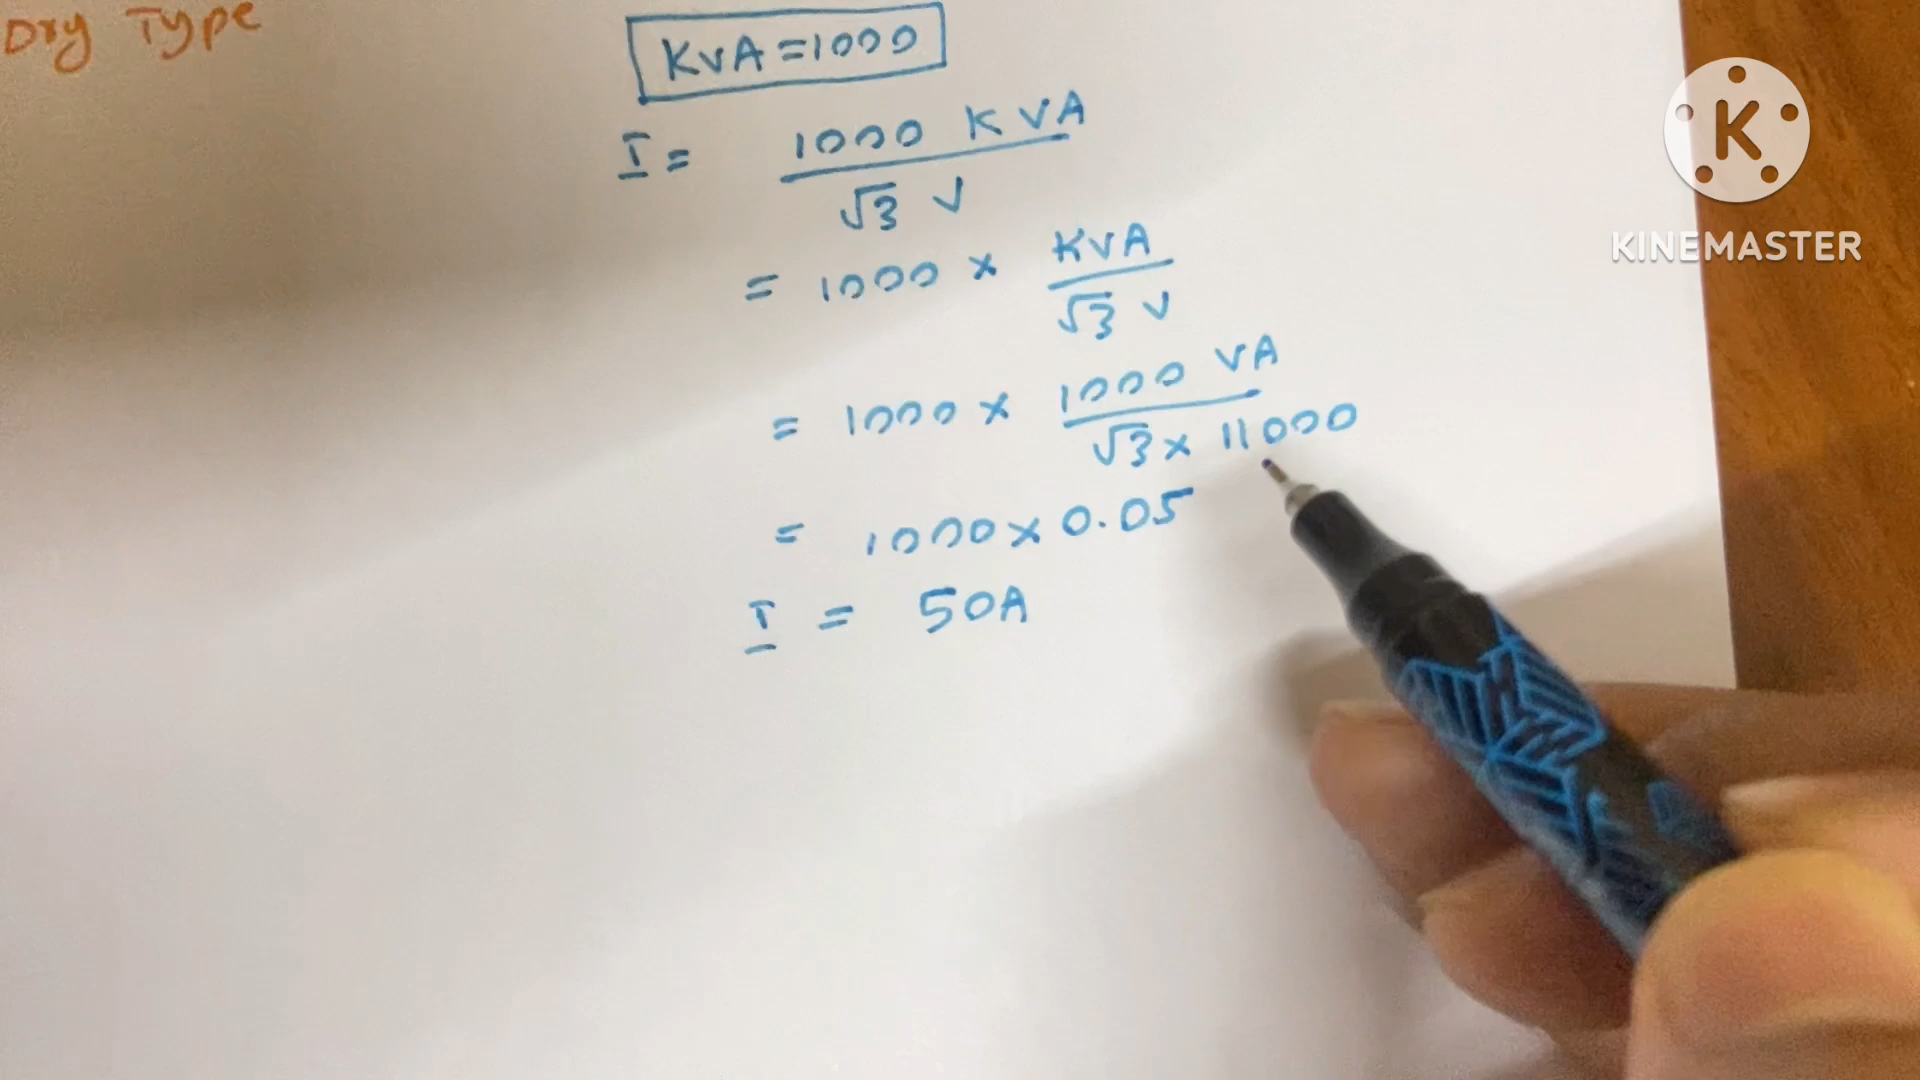 Dry Type
KVA = 1000
I = 1000 KVA / √3 V
= 1000 × KVA / √3 V
= 1000 × 1000 VA / √3 × 11000
= 1000 × 0.05
I = 50A
K
KINEMASTER